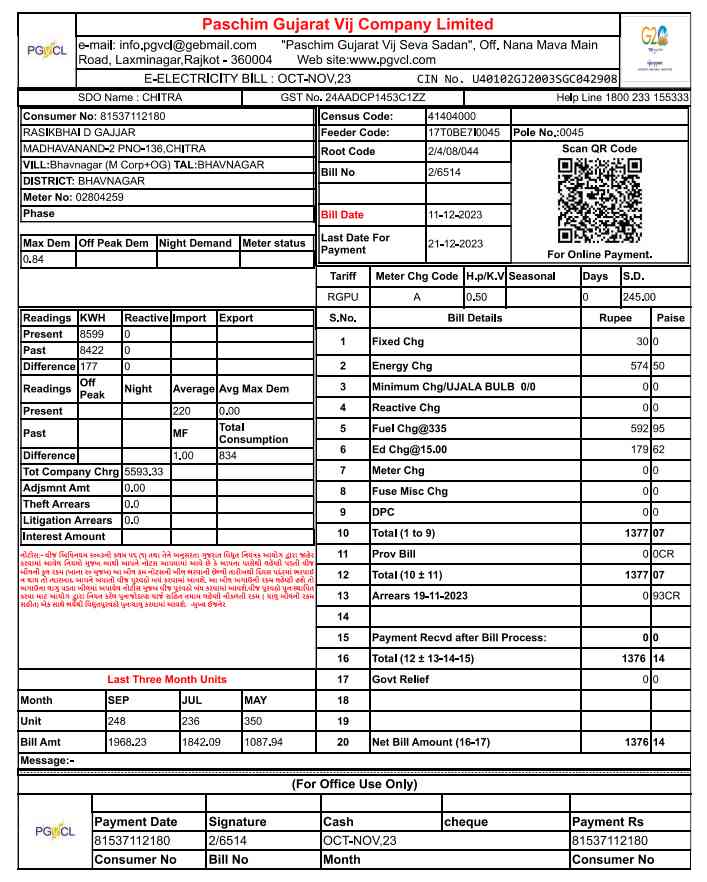 Paschim Gujarat Vij Company Limited
PGVCL
e-mail: info.pgvcl@gebmail.com "Paschim Gujarat Vij Seva Sadan", Off. Nana Mava Main
Road, Laxminagar,Rajkot - 360004 Web site:www.pgvcl.com
G20
E-ELECTRICITY BILL : OCT-NOV,23 CIN No. U40102GJ2003SGC042908
SDO Name : CHITRA GST No. 24AADCP1453C1ZZ Help Line 1800 233 155333
Consumer No: 81537112180
RASIKBHAI D GAJJAR
MADHAVANAND-2 PNO-136,CHITRA
VILL:Bhavnagar (M Corp+OG) TAL:BHAVNAGAR
DISTRICT: BHAVNAGAR
Meter No: 02804259
Phase
Max Dem Off Peak Dem Night Demand Meter status
0.84
Census Code: 41404000
Feeder Code: 17T0BE7I0045 Pole No,:0045
Root Code 2/4/08/044
Bill No 2/6514
Bill Date 11-12-2023
Last Date For Payment 21-12-2023
Scan QR Code
For Online Payment.
Tariff Meter Chg Code H.p/K.V Seasonal Days S.D.
RGPU A 0.50 0 245.00
Readings KWH Reactive Import Export
Present 8599 0
Past 8422 0
Difference 177 0
Readings Off Peak Night Average Avg Max Dem
Present 220 0.00
Past MF Total Consumption
Difference 1.00 834
Tot Company Chrg 5593.33
Adjsmnt Amt 0.00
Theft Arrears 0.0
Litigation Arrears 0.0
Interest Amount
S.No. Bill Details Rupee Paise
1 Fixed Chg 30 0
2 Energy Chg 574 50
3 Minimum Chg/UJALA BULB 0/0 0 0
4 Reactive Chg 0 0
5 Fuel Chg@335 592 95
6 Ed Chg@15.00 179 62
7 Meter Chg 0 0
8 Fuse Misc Chg 0 0
9 DPC 0 0
10 Total (1 to 9) 1377 07
11 Prov Bill 0 0CR
12 Total (10 ± 11) 1377 07
13 Arrears 19-11-2023 0 93CR
14
15 Payment Recvd after Bill Process: 0 0
16 Total (12 ± 13-14-15) 1376 14
17 Govt Relief 0 0
18
19
20 Net Bill Amount (16-17) 1376 14
Last Three Month Units
Month SEP JUL MAY
Unit 248 236 350
Bill Amt 1968.23 1842.09 1087.94
Message:-
(For Office Use Only)
PGVCL
Payment Date Signature Cash cheque Payment Rs
81537112180 2/6514 OCT-NOV,23 81537112180
Consumer No Bill No Month Consumer No